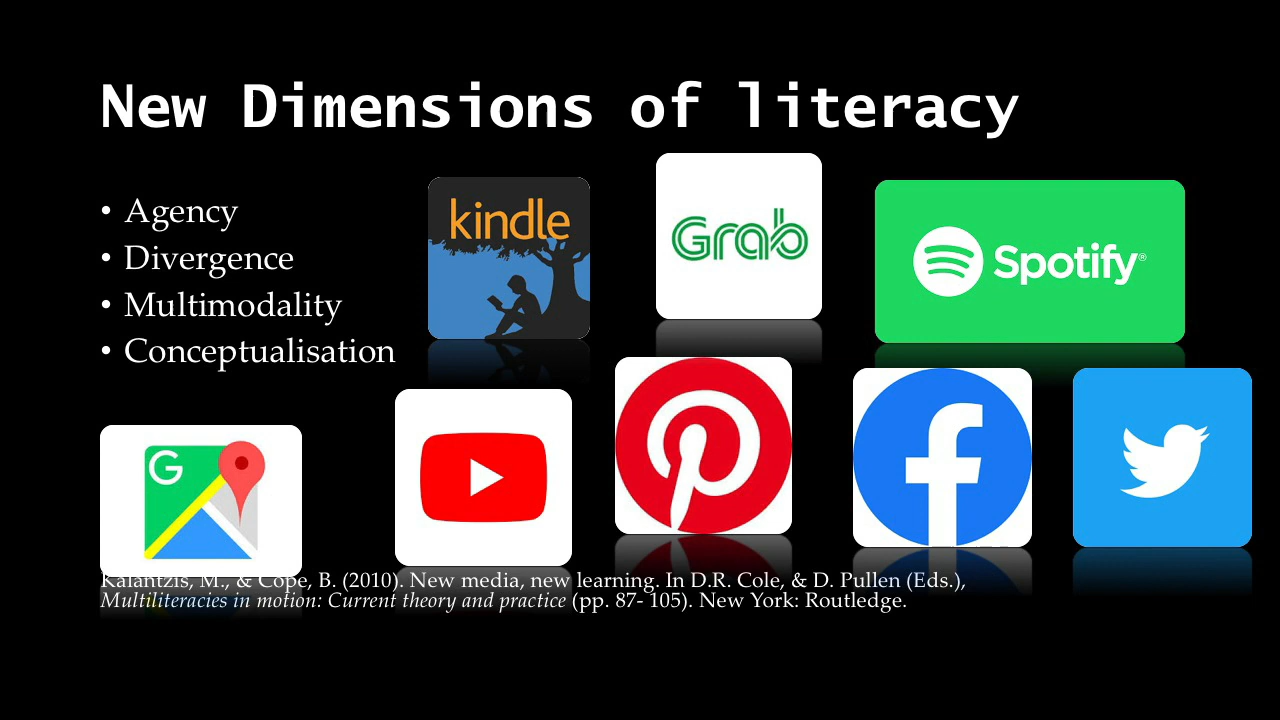 New Dimensions of literacy
• Agency
• Divergence
• Multimodality
• Conceptualisation
kindle
Grab
Spotify®
G
Kalantzis, M., & Cope, B. (2010). New media, new learning. In D.R. Cole, & D. Pullen (Eds.),
Multiliteracies in motion: Current theory and practice (pp. 87- 105). New York: Routledge.